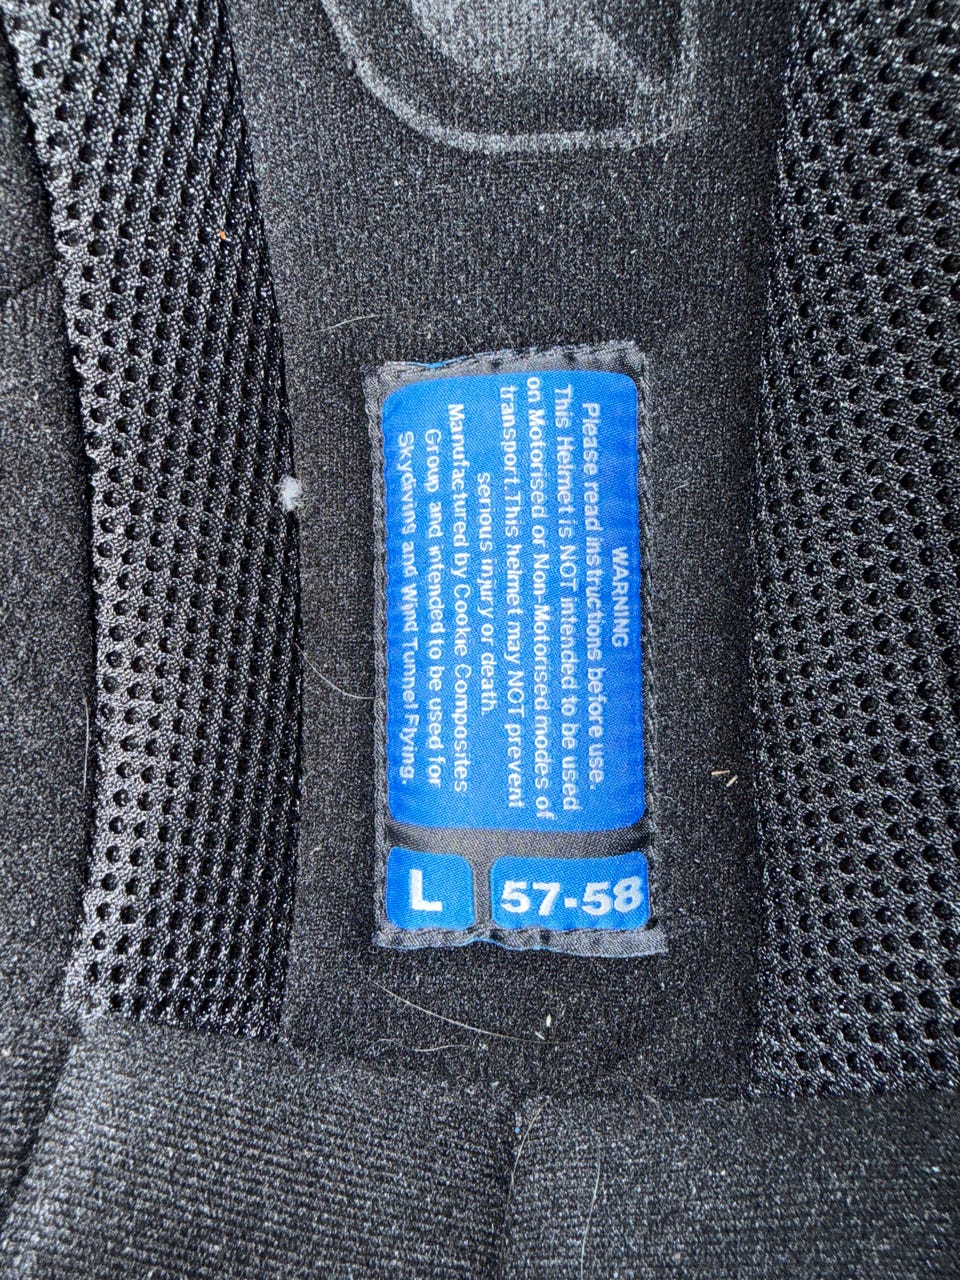 WARNING
Please read instructions before use.
This Helmet is NOT intended to be used
on Motorised or Non-Motorised modes of
transport.This helmet may NOT prevent
serious injury or death.
Manufactured by Cookie Composites
Group and intended to be used for
Skydiving and Wind Tunnel Flying.
L
57-58